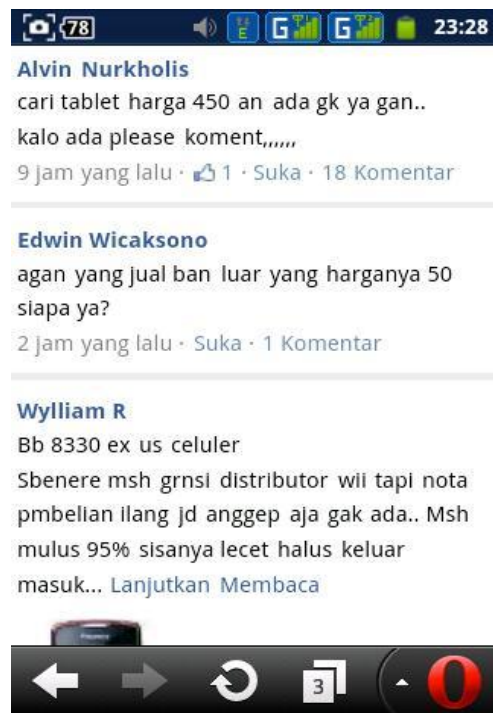 78
23:28
Alvin Nurkholis
cari tablet harga 450 an ada gk ya gan..
kalo ada please koment,,,,,,
9 jam yang lalu · 1 · Suka · 18 Komentar
Edwin Wicaksono
agan yang jual ban luar yang harganya 50
siapa ya?
2 jam yang lalu · Suka · 1 Komentar
Wylliam R
Bb 8330 ex us celuler
Sbenere msh grnsi distributor wii tapi nota
pmbelian ilang jd anggep aja gak ada.. Msh
mulus 95% sisanya lecet halus keluar
masuk... Lanjutkan Membaca
3